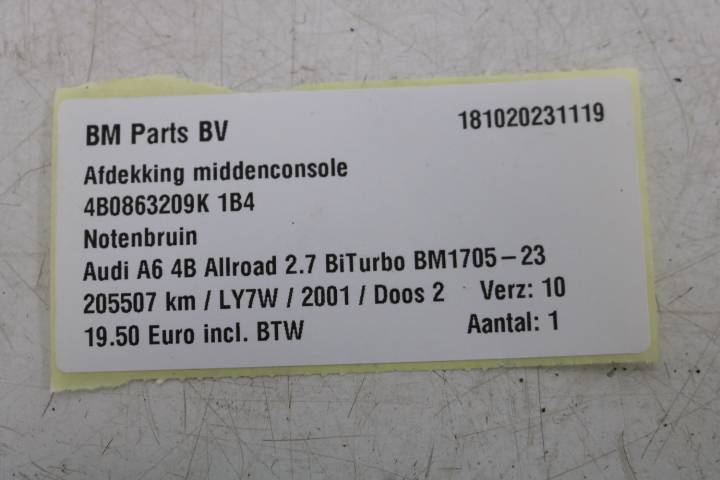 BM Parts BV 181020231119
Afdekking middenconsole
4B0863209K 1B4
Notenbruin
Audi A6 4B Allroad 2.7 BiTurbo BM1705-23
205507 km / LY7W / 2001 / Doos 2 Verz: 10
19.50 Euro incl. BTW Aantal: 1